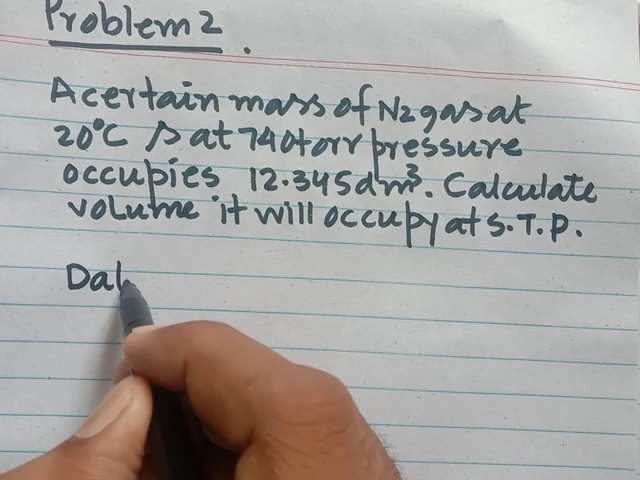 Problem 2.
A certain mass of N2 gas at
20°C & at 740 torr pressure
occupies 12.345 dm³. Calculate
volume it will occupy at S.T.P.
Dat